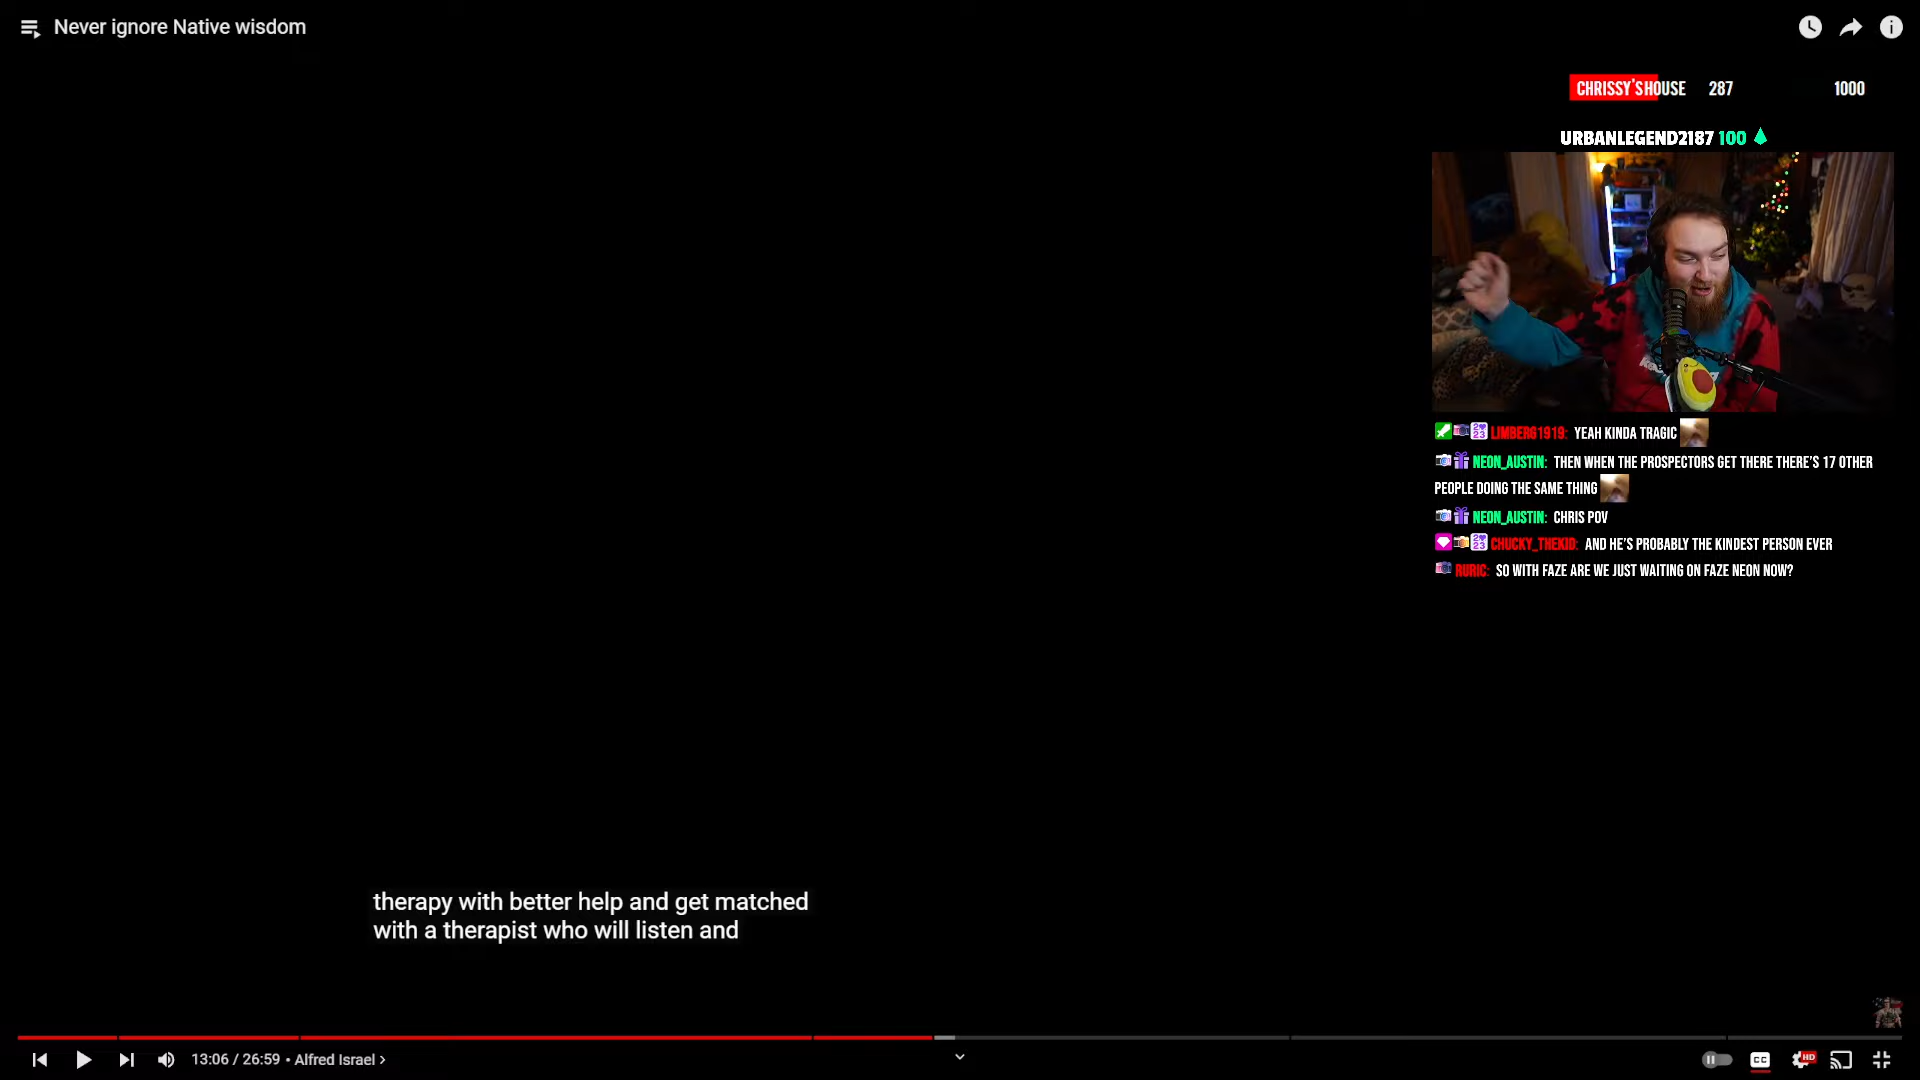 Never ignore Native wisdom
CHRISSY'S HOUSE 287 1000
URBANLEGEND2187 100
LIMBERG1919: YEAH KINDA TRAGIC
NEON_AUSTIN: THEN WHEN THE PROSPECTORS GET THERE THERE'S 17 OTHER
PEOPLE DOING THE SAME THING
NEON_AUSTIN: CHRIS POV
CHUCKY_THEKID: AND HE'S PROBABLY THE KINDEST PERSON EVER
RURIC: SO WITH FAZE ARE WE JUST WAITING ON FAZE NEON NOW?
therapy with better help and get matched
with a therapist who will listen and
13:06 / 26:59 • Alfred Israel ›
CC HD